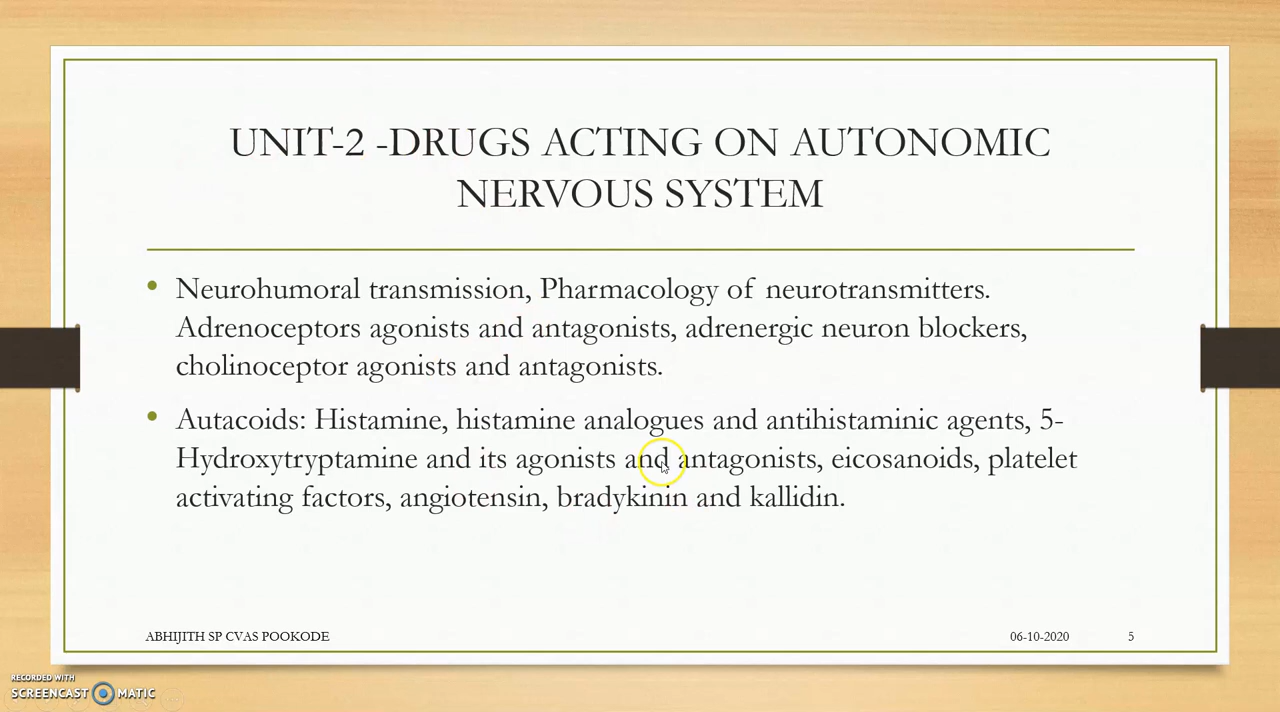 UNIT-2 -DRUGS ACTING ON AUTONOMIC
NERVOUS SYSTEM
• Neurohumoral transmission, Pharmacology of neurotransmitters.
Adrenoceptors agonists and antagonists, adrenergic neuron blockers,
cholinoceptor agonists and antagonists.
• Autacoids: Histamine, histamine analogues and antihistaminic agents, 5-
Hydroxytryptamine and its agonists and antagonists, eicosanoids, platelet
activating factors, angiotensin, bradykinin and kallidin.
ABHIJITH SP CVAS POOKODE 06-10-2020 5
RECORDED WITH
SCREENCAST MATIC